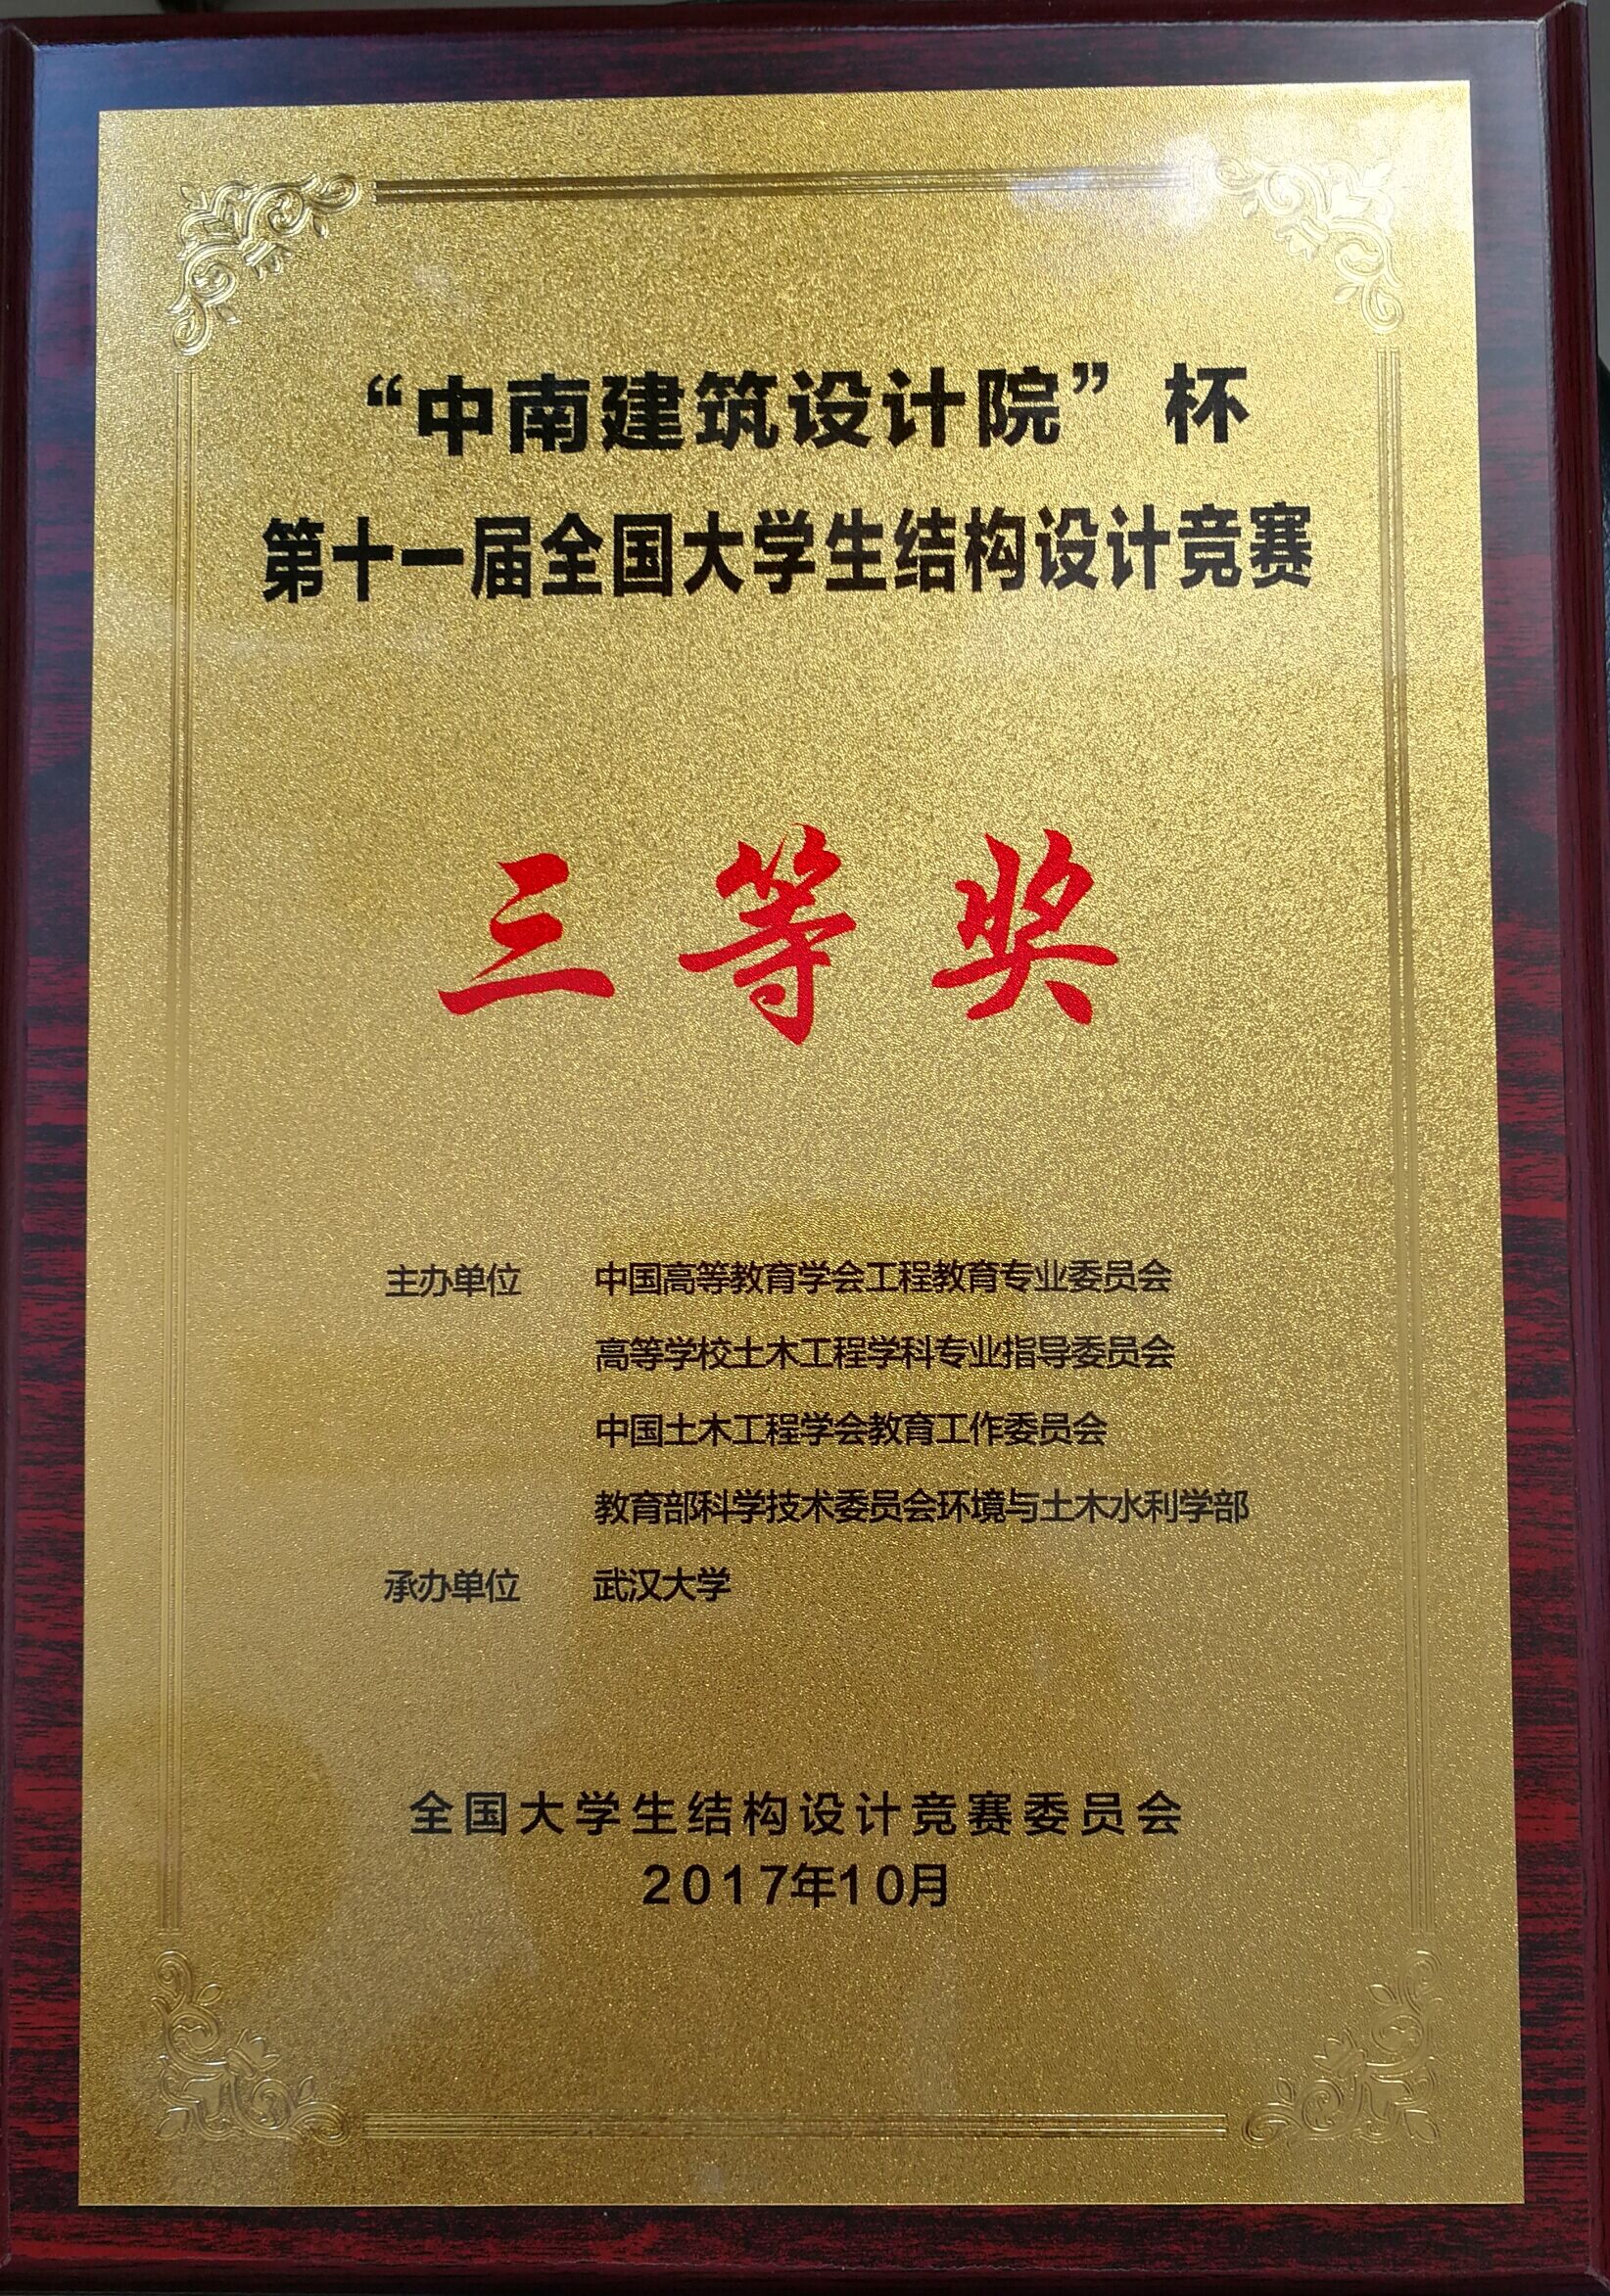 “中南建筑设计院”杯
第十一届全国大学生结构设计竞赛
三等奖
主办单位 中国高等教育学会工程教育专业委员会
高等学校土木工程学科专业指导委员会
中国土木工程学会教育工作委员会
教育部科学技术委员会环境与土木水利学部
承办单位 武汉大学
全国大学生结构设计竞赛委员会
2017年10月